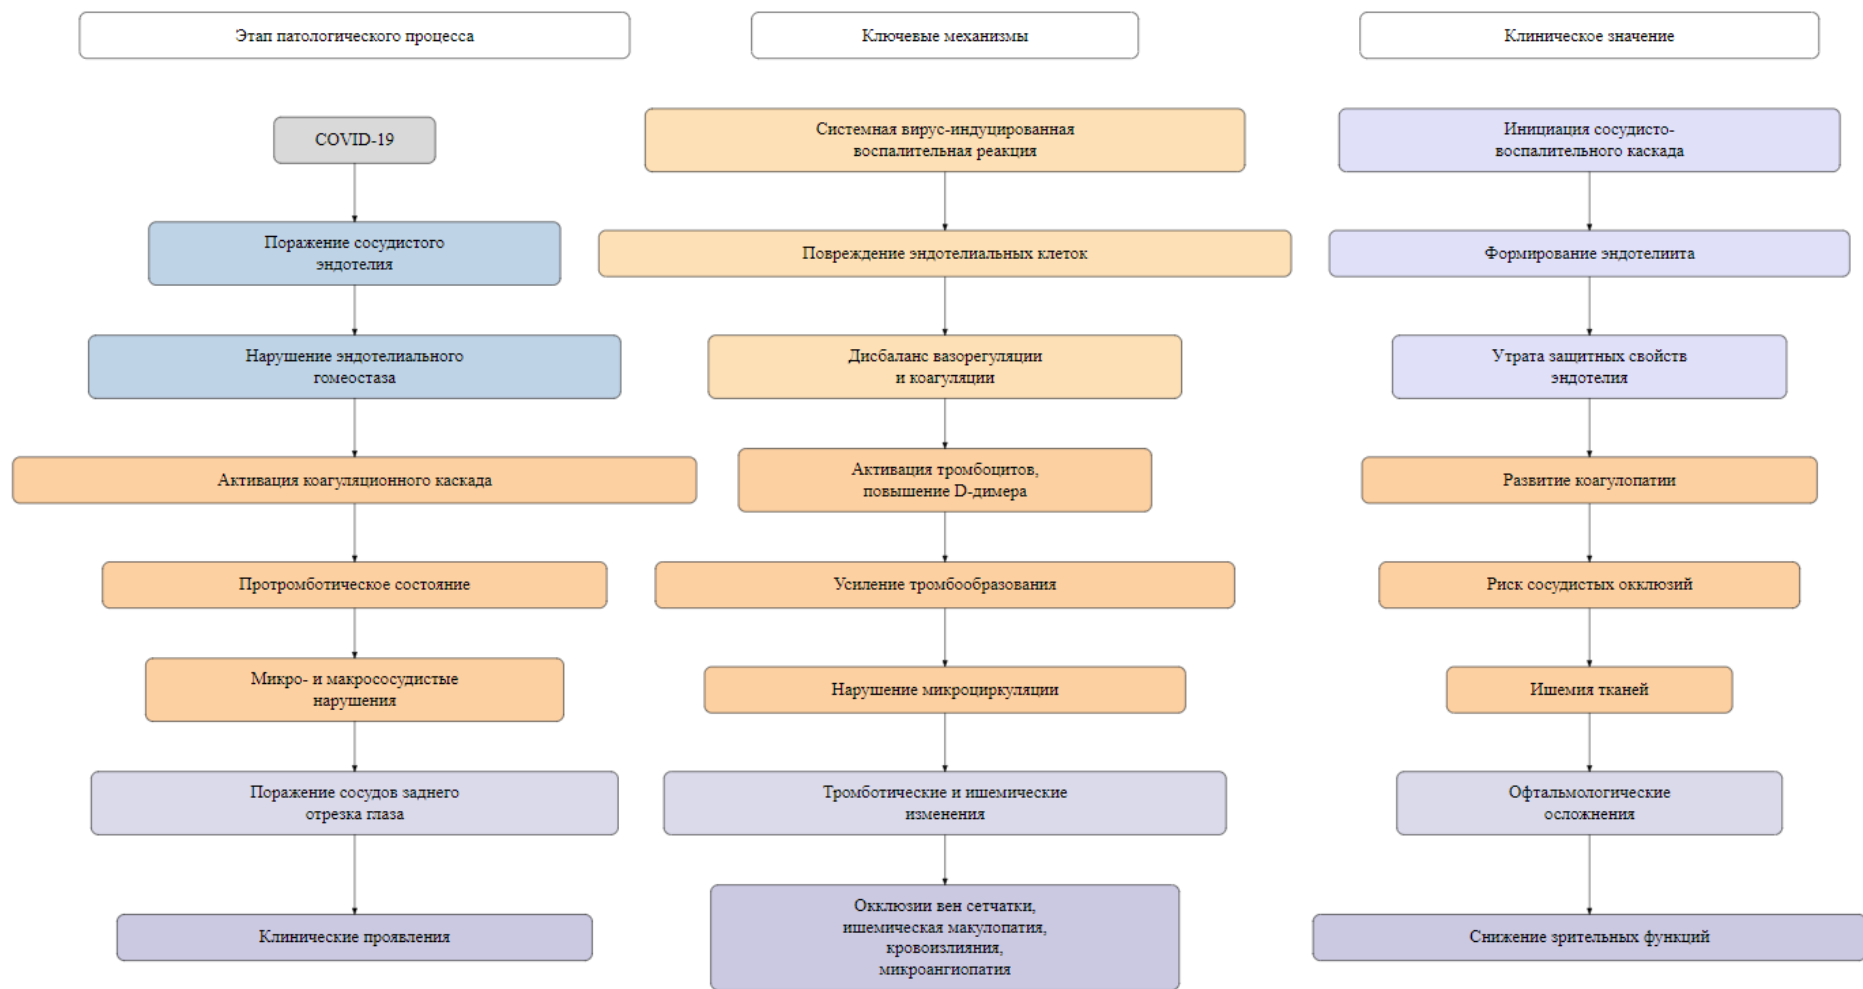 Этап патологического процесса
Ключевые механизмы
Клиническое значение
COVID-19
Системная вирус-индуцированная
воспалительная реакция
Инициация сосудисто-
воспалительного каскада
Поражение сосудистого
эндотелия
Повреждение эндотелиальных клеток
Формирование эндотелиита
Нарушение эндотелиального
гомеостаза
Дисбаланс вазорегуляции
и коагуляции
Утрата защитных свойств
эндотелия
Активация коагуляционного каскада
Активация тромбоцитов,
повышение D-димера
Развитие коагулопатии
Протромботическое состояние
Усиление тромбообразования
Риск сосудистых окклюзий
Микро- и макрососудистые
нарушения
Нарушение микроциркуляции
Ишемия тканей
Поражение сосудов заднего
отрезка глаза
Тромботические и ишемические
изменения
Офтальмологические
осложнения
Клинические проявления
Окклюзии вен сетчатки,
ишемическая макулопатия,
кровоизлияния,
микроангиопатия
Снижение зрительных функций